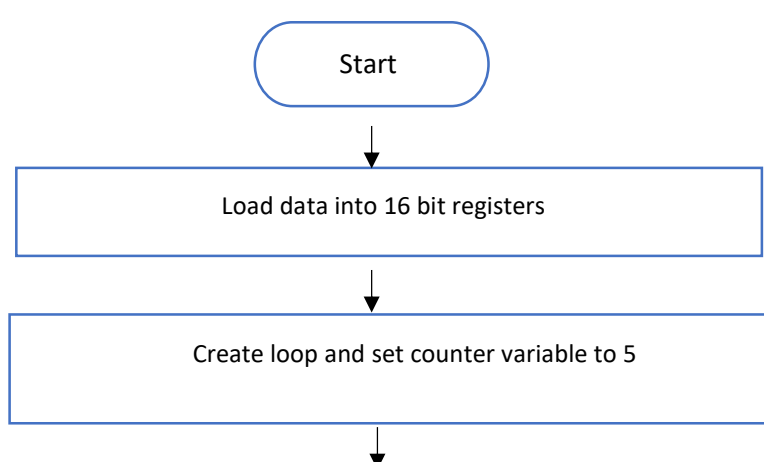 Start
Load data into 16 bit registers
Create loop and set counter variable to 5